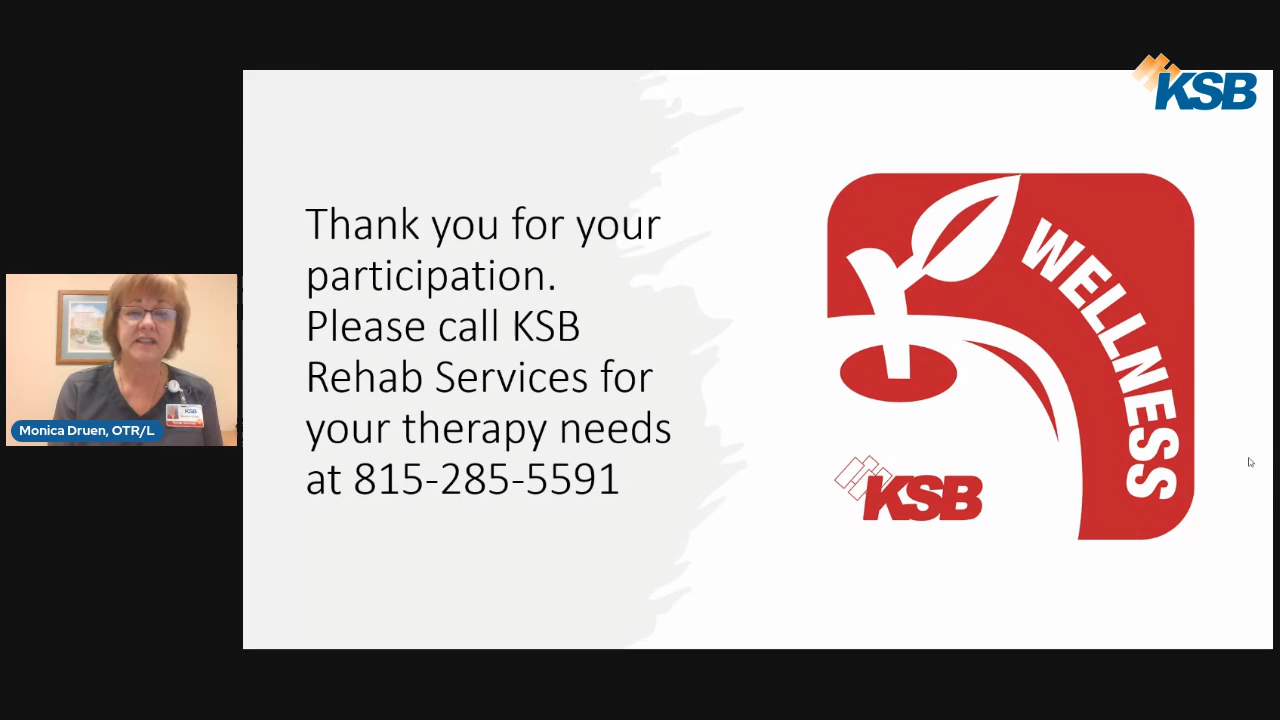 KSB
Thank you for your
participation.
Please call KSB
Rehab Services for
your therapy needs
at 815-285-5591
WELLNESS
KSB
KSB
Monica Druen, OTR/L